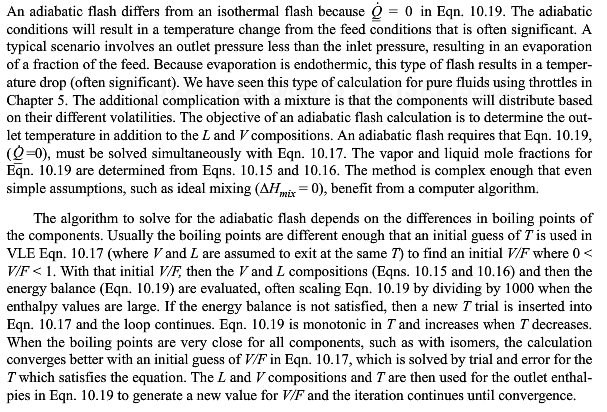 An adiabatic flash differs from an isothermal flash because Q̲̇ = 0 in Eqn. 10.19. The adiabatic
conditions will result in a temperature change from the feed conditions that is often significant. A
typical scenario involves an outlet pressure less than the inlet pressure, resulting in an evaporation
of a fraction of the feed. Because evaporation is endothermic, this type of flash results in a temper-
ature drop (often significant). We have seen this type of calculation for pure fluids using throttles in
Chapter 5. The additional complication with a mixture is that the components will distribute based
on their different volatilities. The objective of an adiabatic flash calculation is to determine the out-
let temperature in addition to the L and V compositions. An adiabatic flash requires that Eqn. 10.19,
(Q̲̇=0), must be solved simultaneously with Eqn. 10.17. The vapor and liquid mole fractions for
Eqn. 10.19 are determined from Eqns. 10.15 and 10.16. The method is complex enough that even
simple assumptions, such as ideal mixing (ΔHmix = 0), benefit from a computer algorithm.
The algorithm to solve for the adiabatic flash depends on the differences in boiling points of
the components. Usually the boiling points are different enough that an initial guess of T is used in
VLE Eqn. 10.17 (where V and L are assumed to exit at the same T) to find an initial V/F where 0 <
V/F < 1. With that initial V/F, then the V and L compositions (Eqns. 10.15 and 10.16) and then the
energy balance (Eqn. 10.19) are evaluated, often scaling Eqn. 10.19 by dividing by 1000 when the
enthalpy values are large. If the energy balance is not satisfied, then a new T trial is inserted into
Eqn. 10.17 and the loop continues. Eqn. 10.19 is monotonic in T and increases when T decreases.
When the boiling points are very close for all components, such as with isomers, the calculation
converges better with an initial guess of V/F in Eqn. 10.17, which is solved by trial and error for the
T which satisfies the equation. The L and V compositions and T are then used for the outlet enthal-
pies in Eqn. 10.19 to generate a new value for V/F and the iteration continues until convergence.